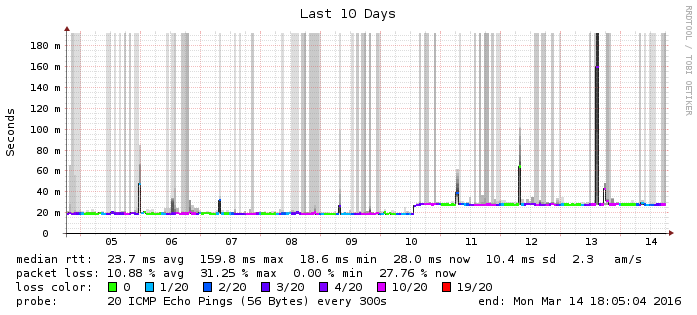 Last 10 Days
RRDTOOL / TOBI OETIKER
Seconds
180 m
160 m
140 m
120 m
100 m
80 m
60 m
40 m
20 m
0
05 06 07 08 09 10 11 12 13 14
median rtt: 23.7 ms avg 159.8 ms max 18.6 ms min 28.0 ms now 10.4 ms sd 2.3 am/s
packet loss: 10.88 % avg 31.25 % max 0.00 % min 27.76 % now
loss color: 0 1/20 2/20 3/20 4/20 10/20 19/20
probe: 20 ICMP Echo Pings (56 Bytes) every 300s end: Mon Mar 14 18:05:04 2016